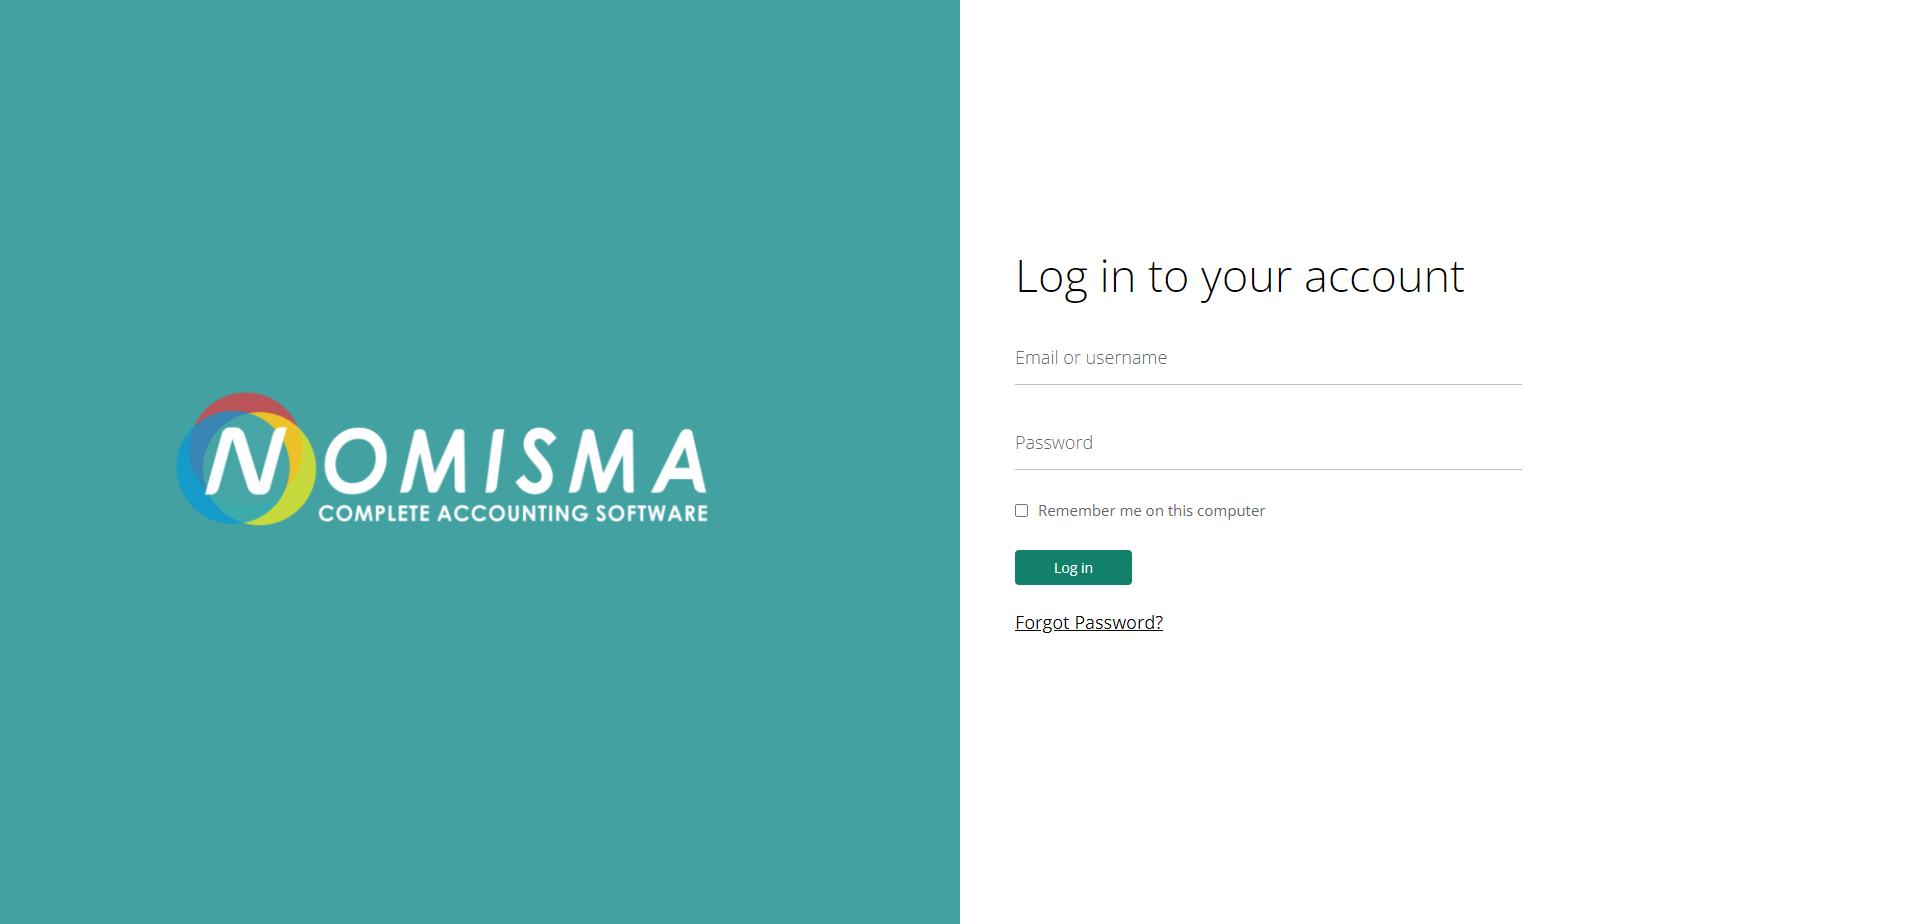 NOMISMA
COMPLETE ACCOUNTING SOFTWARE
Log in to your account
Email or username
Password
Remember me on this computer
Log in
Forgot Password?